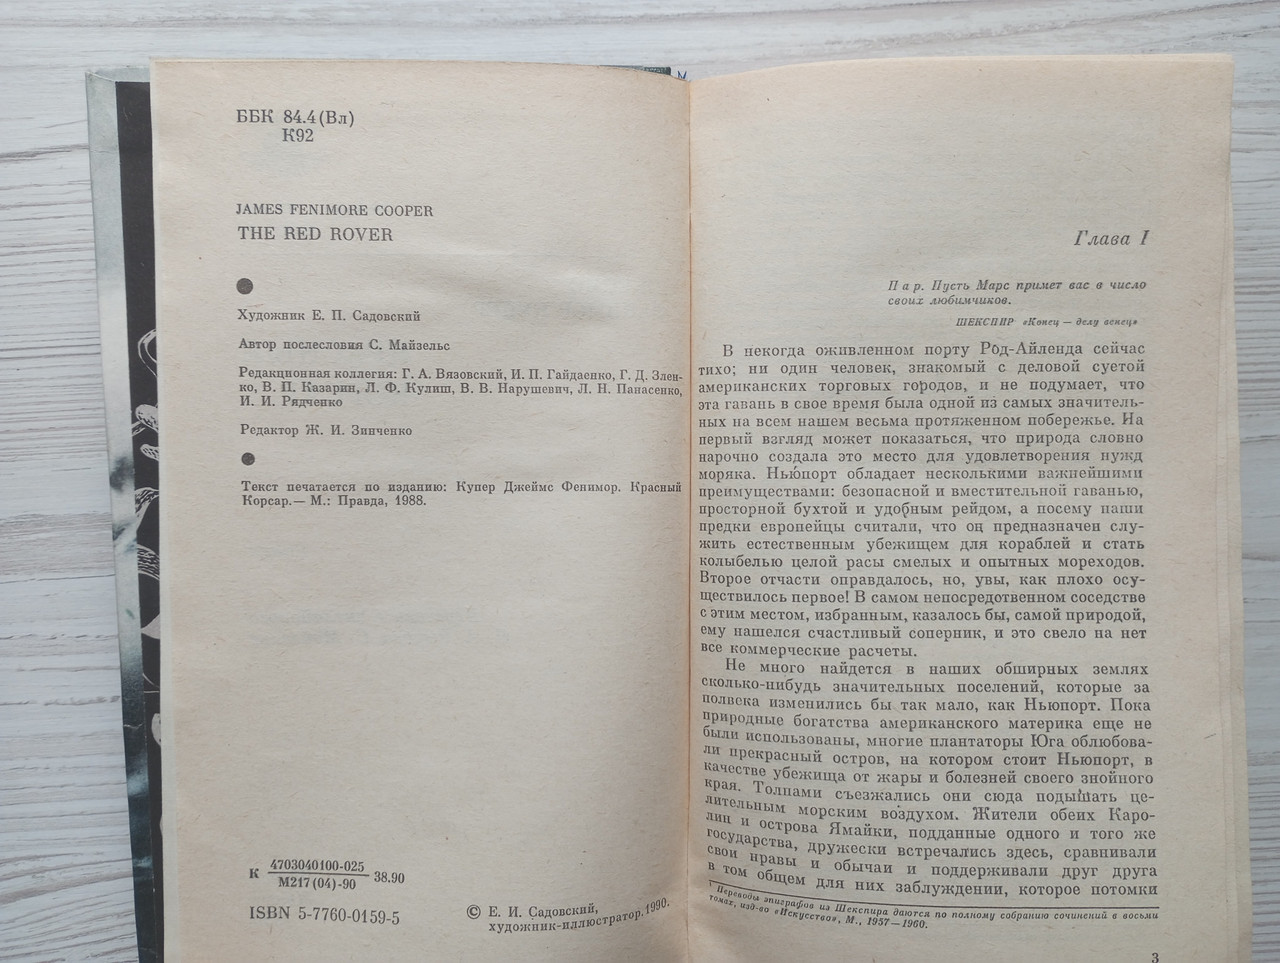 ББК 84.4(Вл)
К92
JAMES FENIMORE COOPER
THE RED ROVER
Художник Е. П. Садовский
Автор послесловия С. Майзельс
Редакционная коллегия: Г. А. Вязовский, И. П. Гайдаенко, Г. Д. Злен-
ко, В. П. Казарин, Л. Ф. Кулиш, В. В. Нарушевич, Л. Н. Панасенко,
И. И. Рядченко
Редактор Ж. И. Зинченко
Текст печатается по изданию: Купер Джеймс Фенимор. Красный
Корсар.— М.: Правда, 1988.
К 4703040100-025 38.90
М217(04)-90
ISBN 5-7760-0159-5
© Е. И. Садовский,
художник-иллюстратор, 1990.
Глава I
Пар. Пусть Марс примет вас в число
своих любимчиков.
ШЕКСПИР «Конец — делу венец»
В некогда оживленном порту Род-Айленда сейчас
тихо; ни один человек, знакомый с деловой суетой
американских торговых городов, и не подумает, что
эта гавань в свое время была одной из самых значитель-
ных на всем нашем весьма протяженном побережье. На
первый взгляд может показаться, что природа словно
нарочно создала это место для удовлетворения нужд
моряка. Ньюпорт обладает несколькими важнейшими
преимуществами: безопасной и вместительной гаванью,
просторной бухтой и удобным рейдом, а посему наши
предки европейцы считали, что он предназначен слу-
жить естественным убежищем для кораблей и стать
колыбелью целой расы смелых и опытных мореходов.
Второе отчасти оправдалось, но, увы, как плохо осу-
ществилось первое! В самом непосредственном соседстве
с этим местом, избранным, казалось бы, самой природой,
ему нашелся счастливый соперник, и это свело на нет
все коммерческие расчеты.
Не много найдется в наших обширных землях
сколько-нибудь значительных поселений, которые за
полвека изменились бы так мало, как Ньюпорт. Пока
природные богатства американского материка еще не
были использованы, многие плантаторы Юга облюбова-
ли прекрасный остров, на котором стоит Ньюпорт, в
качестве убежища от жары и болезней своего знойного
края. Толпами съезжались они сюда подышать це-
лительным морским воздухом. Жители обеих Каро-
лин и острова Ямайки, подданные одного и того же
государства, дружески встречались здесь, сравнивали
свои нравы и обычаи и поддерживали друг друга
в том общем для них заблуждении, которое потомки
Переводы эпиграфов из Шекспира даются по полному собранию сочинений в восьми
томах, изд-во «Искусство», М., 1957—1960.
3